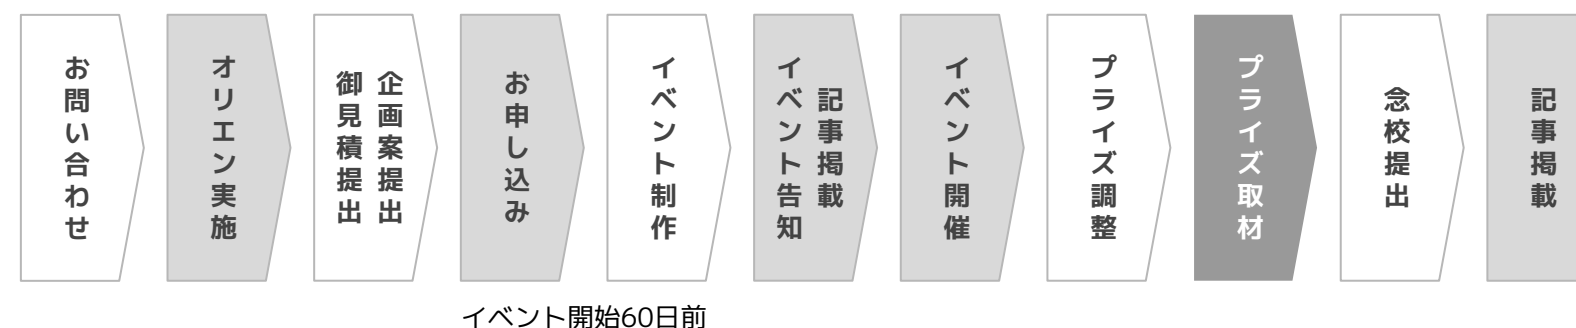 お問い合わせ
オリエン実施
企画案提出
御見積提出
お申し込み
イベント制作
記事掲載
イベント告知
イベント開催
プライズ調整
プライズ取材
念校提出
記事掲載
イベント開始60日前